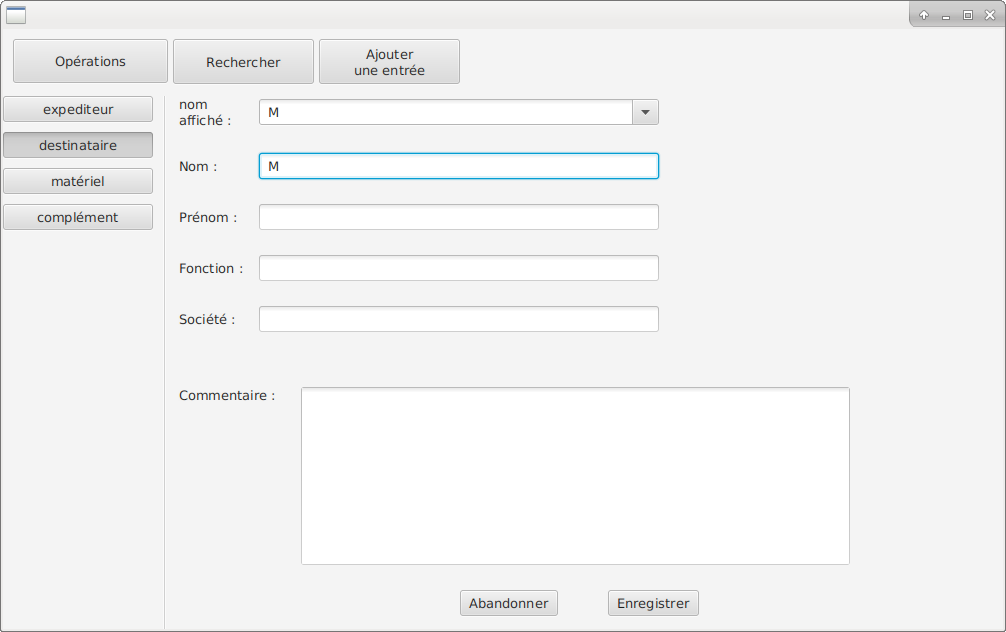 Opérations
Rechercher
Ajouter
une entrée
expediteur
destinataire
matériel
complément
nom
affiché :
M
Nom :
M
Prénom :
Fonction :
Société :
Commentaire :
Abandonner
Enregistrer